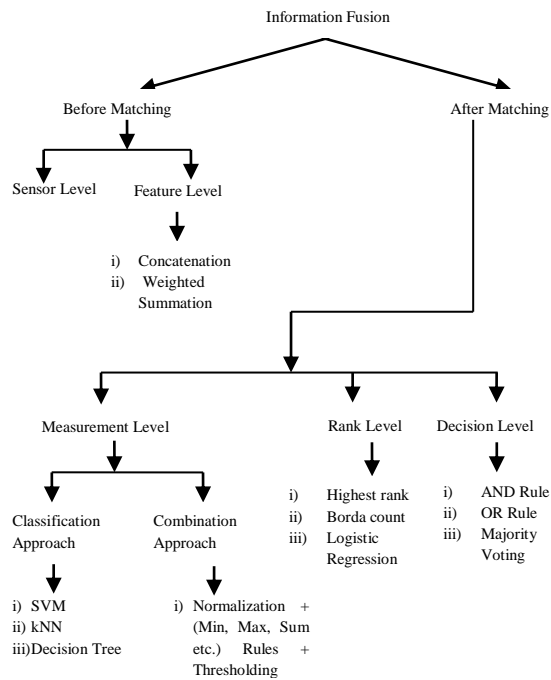 Information Fusion
Before Matching
After Matching
Sensor Level
Feature Level
i) Concatenation
ii) Weighted
Summation
Measurement Level
Rank Level
Decision Level
Classification
Approach
Combination
Approach
i) Highest rank
ii) Borda count
iii) Logistic
Regression
i) AND Rule
ii) OR Rule
iii) Majority
Voting
i) SVM
ii) kNN
iii)Decision Tree
i) Normalization +
(Min, Max, Sum
etc.) Rules +
Thresholding